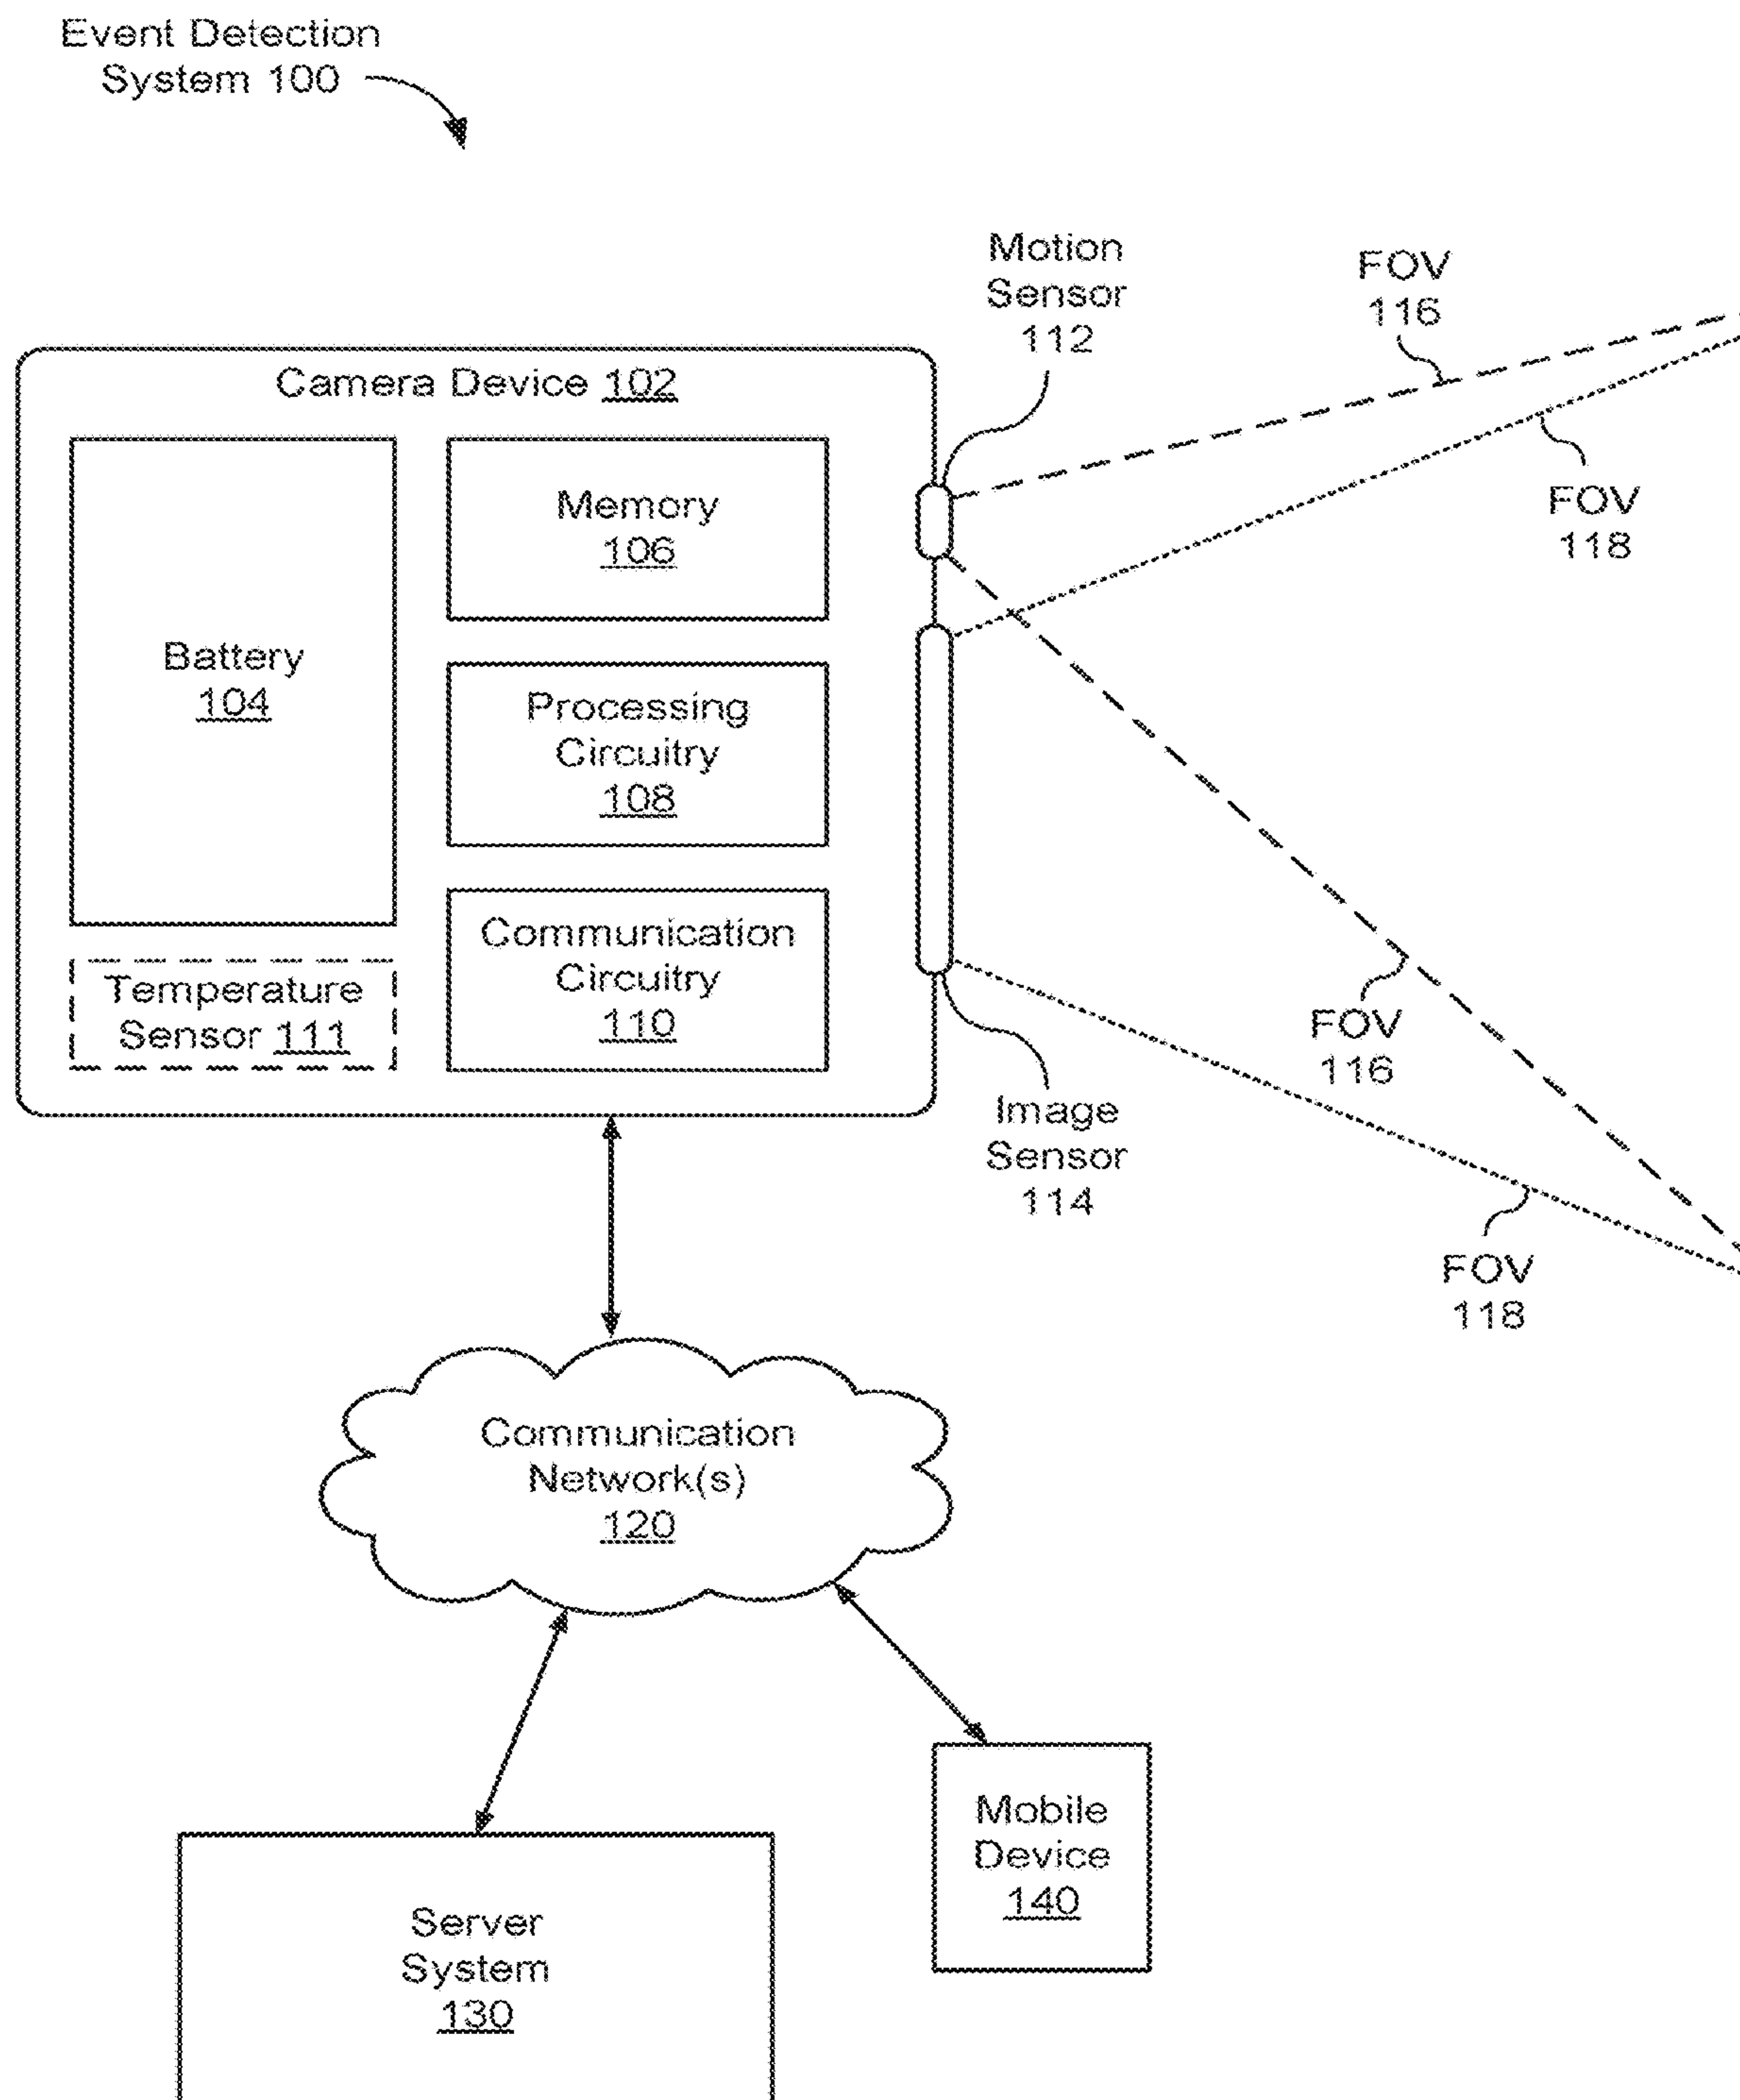 Event Detection
System 100
Motion
Sensor
112
FOV
116
FOV
118
Camera Device 102
Battery
104
Memory
106
Processing
Circuitry
108
Communication
Circuitry
110
Temperature
Sensor 111
FOV
116
Image
Sensor
114
FOV
118
Communication
Network(s)
120
Mobile
Device
140
Server
System
130